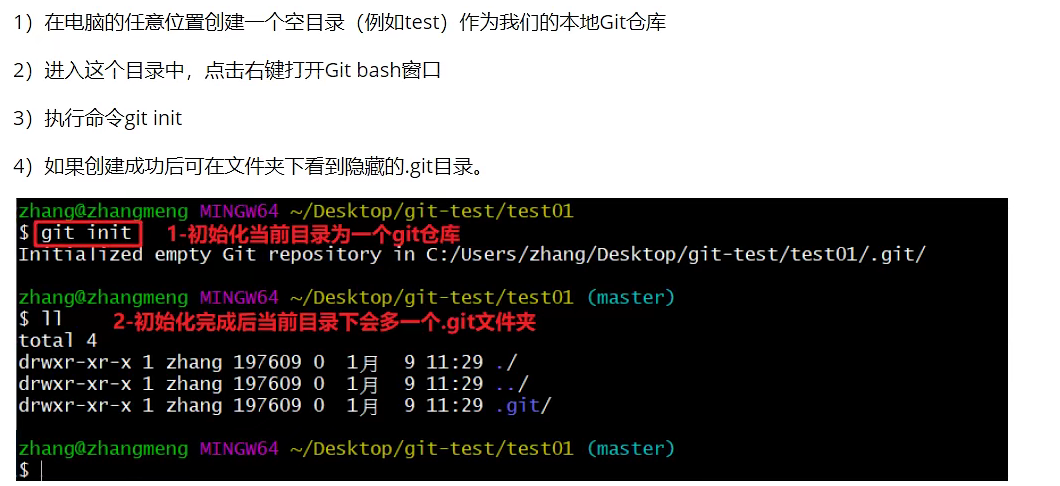 1）在电脑的任意位置创建一个空目录（例如test）作为我们的本地Git仓库
2）进入这个目录中，点击右键打开Git bash窗口
3）执行命令git init
4）如果创建成功后可在文件夹下看到隐藏的.git目录。
zhang@zhangmeng MINGW64 ~/Desktop/git-test/test01
$ git init 1-初始化当前目录为一个git仓库
Initialized empty Git repository in C:/Users/zhang/Desktop/git-test/test01/.git/
zhang@zhangmeng MINGW64 ~/Desktop/git-test/test01 (master)
$ ll 2-初始化完成后当前目录下会多一个.git文件夹
total 4
drwxr-xr-x 1 zhang 197609 0 1月 9 11:29 ./
drwxr-xr-x 1 zhang 197609 0 1月 9 11:29 ../
drwxr-xr-x 1 zhang 197609 0 1月 9 11:29 .git/
zhang@zhangmeng MINGW64 ~/Desktop/git-test/test01 (master)
$